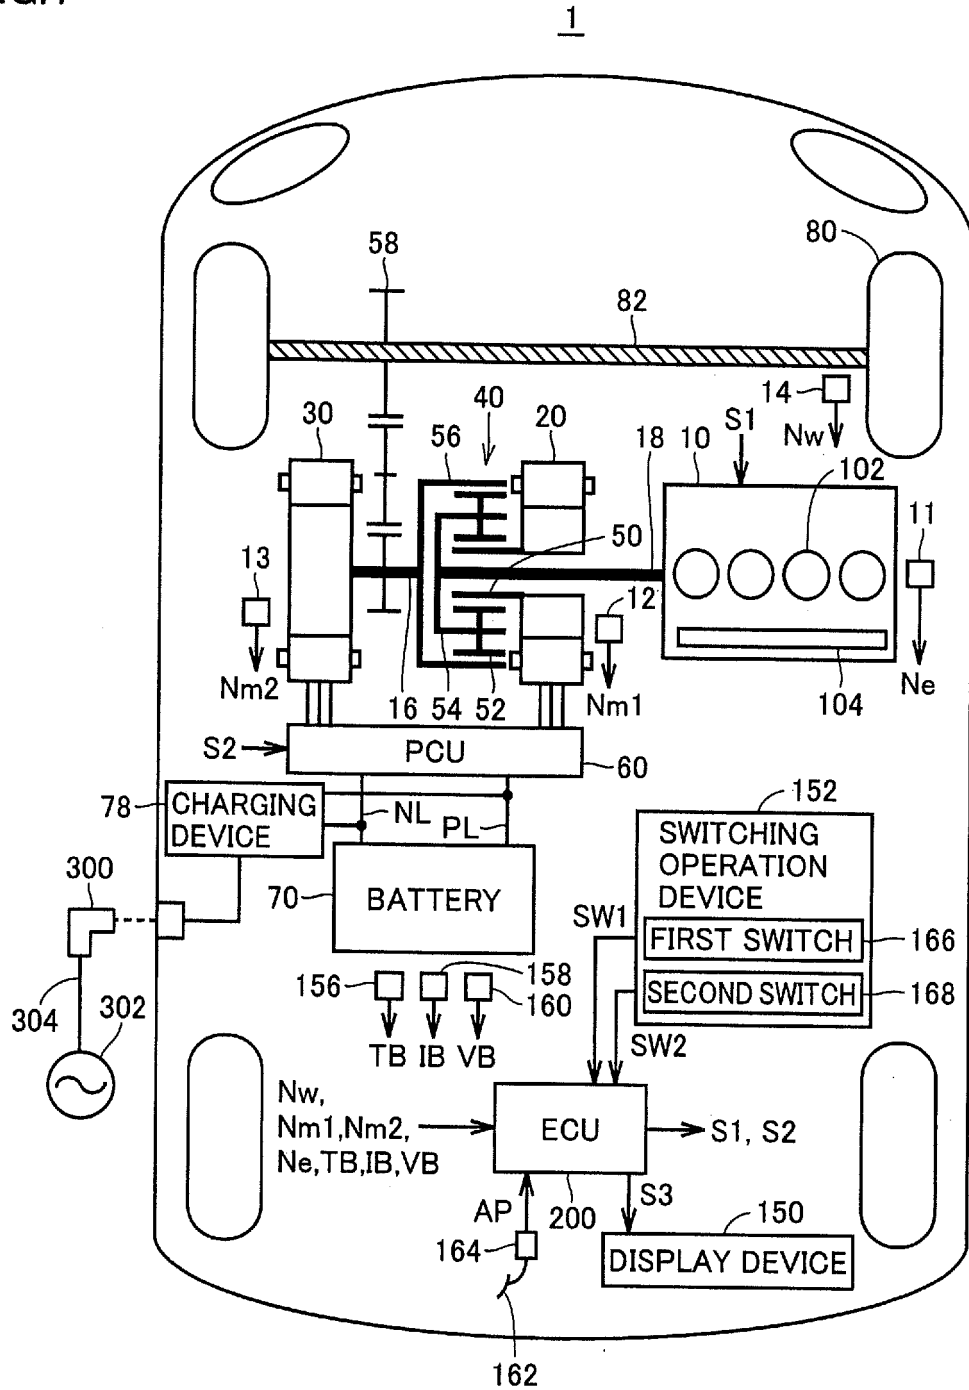 1
58
80
82
14
Nw
40
30
56
20
18
10
S1
102
11
50
13
12
Nm2
16
54
52
Nm1
104
Ne
S2
PCU
60
78
CHARGING
DEVICE
NL
PL
152
SWITCHING
OPERATION
DEVICE
300
70
BATTERY
SW1
FIRST SWITCH
166
156
158
160
SECOND SWITCH
168
304
302
TB
IB
VB
SW2
Nw,
Nm1,Nm2,
Ne,TB,IB,VB
ECU
S1, S2
AP
200
S3
150
164
DISPLAY DEVICE
162